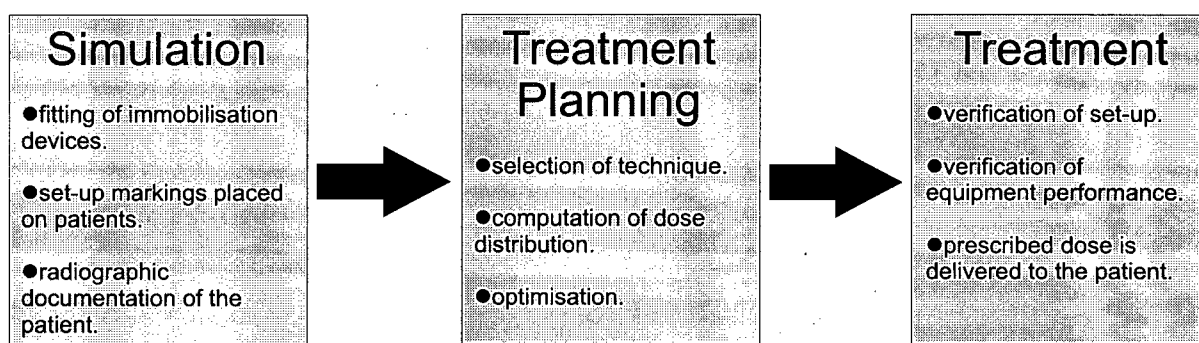 Simulation
●fitting of immobilisation
devices.
●set-up markings placed
on patients.
●radiographic
documentation of the
patient.
Treatment
Planning
●selection of technique.
●computation of dose
distribution.
●optimisation.
Treatment
●verification of set-up.
●verification of
equipment performance.
●prescribed dose is
delivered to the patient.